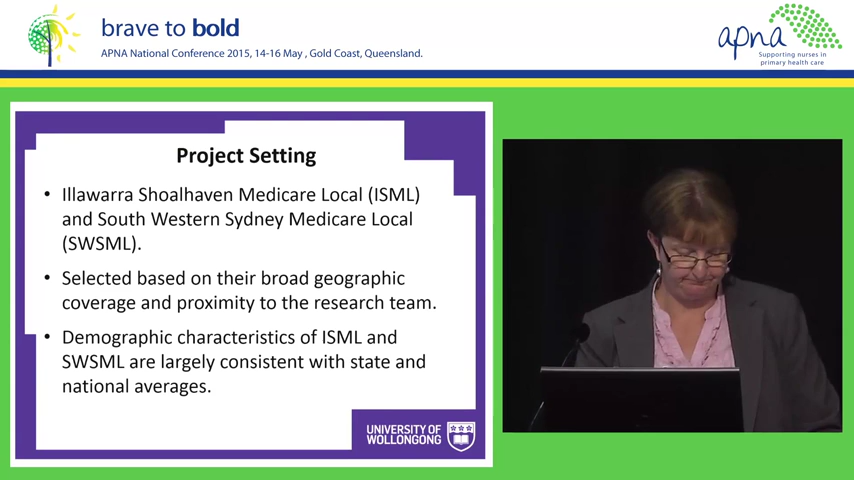 brave to bold
APNA National Conference 2015, 14-16 May , Gold Coast, Queensland.
apna
Supporting nurses in
primary health care
Project Setting
• Illawarra Shoalhaven Medicare Local (ISML)
and South Western Sydney Medicare Local
(SWSML).
• Selected based on their broad geographic
coverage and proximity to the research team.
• Demographic characteristics of ISML and
SWSML are largely consistent with state and
national averages.
UNIVERSITY OF
WOLLONGONG